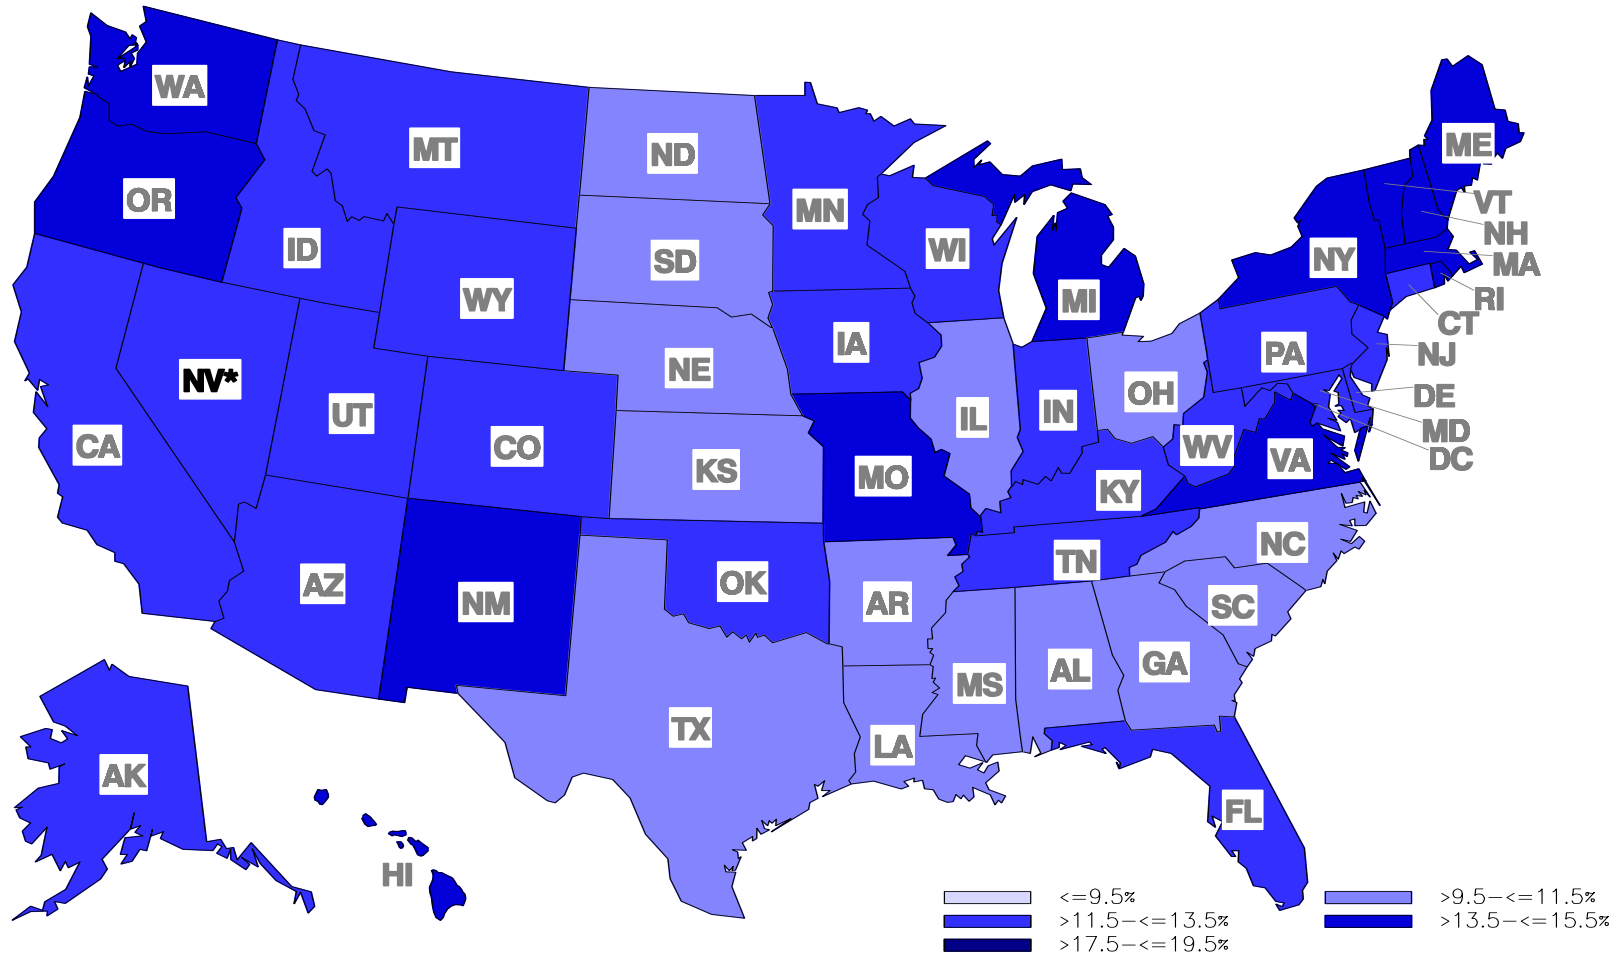 WA
ME
MT
ND
OR
VT
MN
NH
WI
ID
SD
NY
MA
WY
MI
RI
CT
IA
PA
NJ
NE
NV*
OH
DE
UT
IL
IN
MD
CA
CO
WV
VA
DC
KS
MO
KY
NC
TN
AZ
OK
NM
AR
SC
GA
AL
MS
TX
LA
AK
FL
HI
<=9.5% >9.5-<=11.5%
>11.5-<=13.5% >13.5-<=15.5%
>17.5-<=19.5%